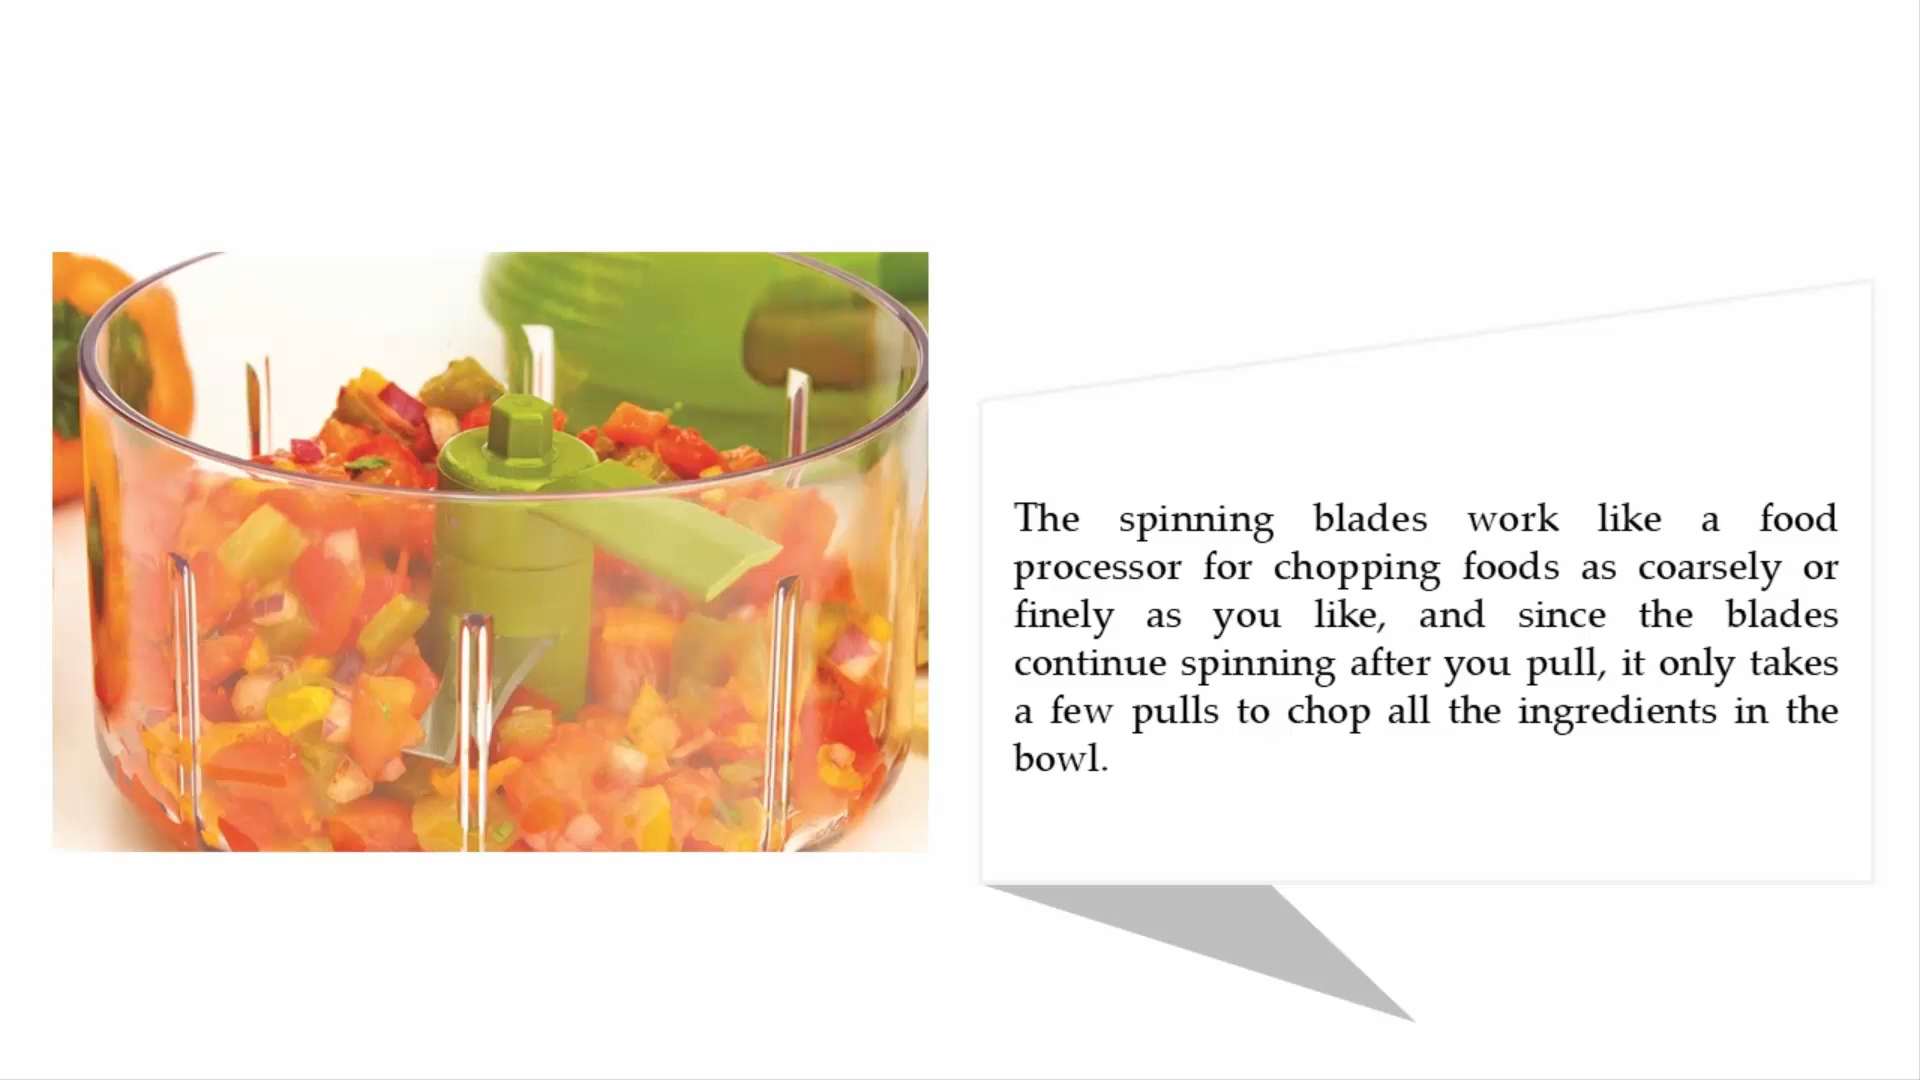 The spinning blades work like a food
processor for chopping foods as coarsely or
finely as you like, and since the blades
continue spinning after you pull, it only takes
a few pulls to chop all the ingredients in the
bowl.